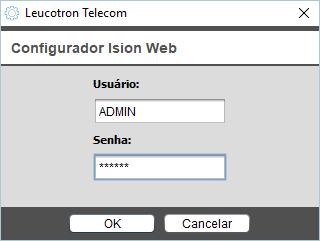 Leucotron Telecom
Configurador Ision Web
Usuário:
ADMIN
Senha:
******
OK Cancelar